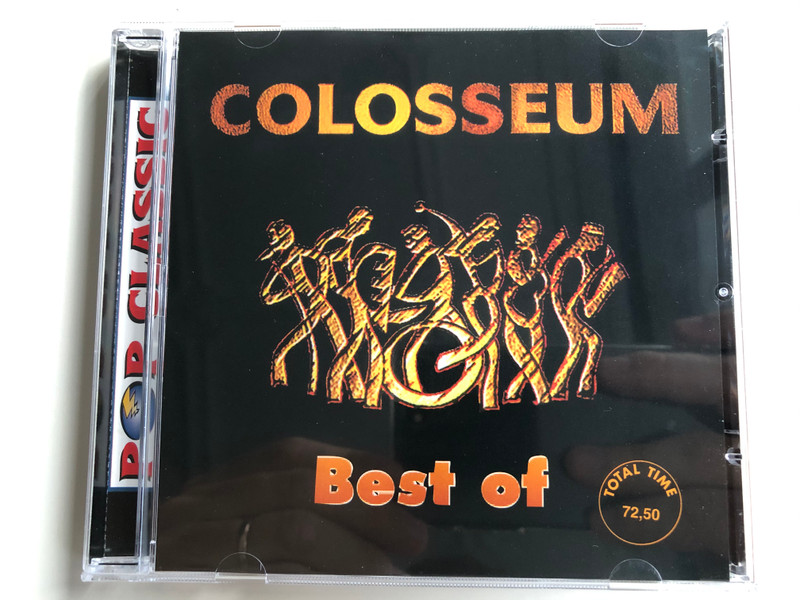 COLOSSEUM
POP CLASSIC
Best of
TOTAL TIME
72,50